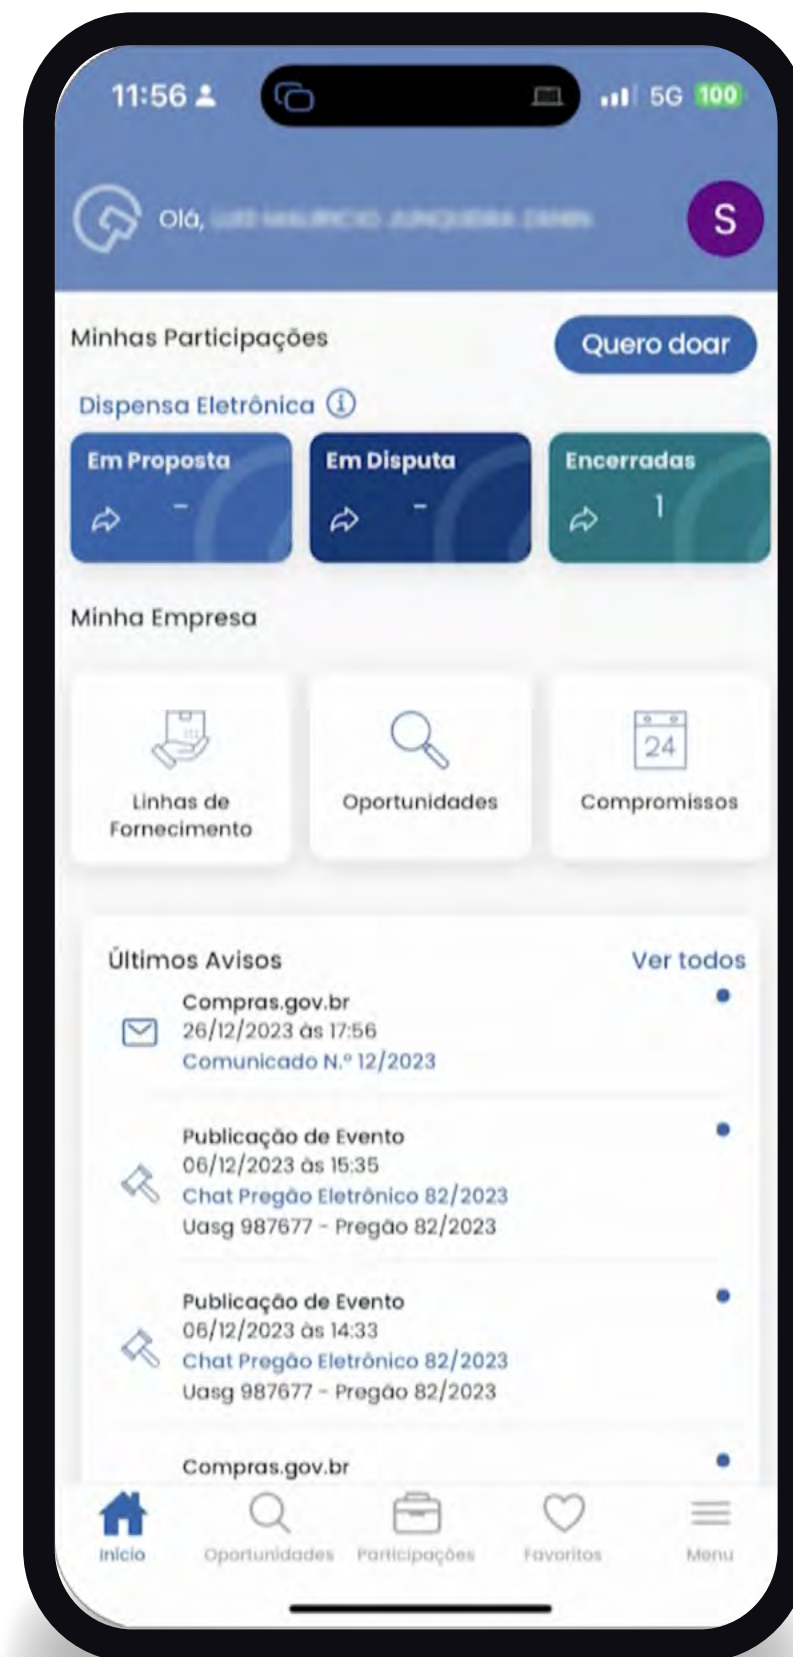 11:56
5G 100
Olá,
S
Minhas Participações
Quero doar
Dispensa Eletrônica
Em Proposta
-
Em Disputa
-
Encerradas
1
Minha Empresa
Linhas de
Fornecimento
Oportunidades
24
Compromissos
Últimos Avisos
Ver todos
Compras.gov.br
26/12/2023 às 17:56
Comunicado N.º 12/2023
Publicação de Evento
06/12/2023 às 15:35
Chat Pregão Eletrônico 82/2023
Uasg 987677 - Pregão 82/2023
Publicação de Evento
06/12/2023 às 14:33
Chat Pregão Eletrônico 82/2023
Uasg 987677 - Pregão 82/2023
Compras.gov.br
Início
Oportunidades
Participações
Favoritos
Menu